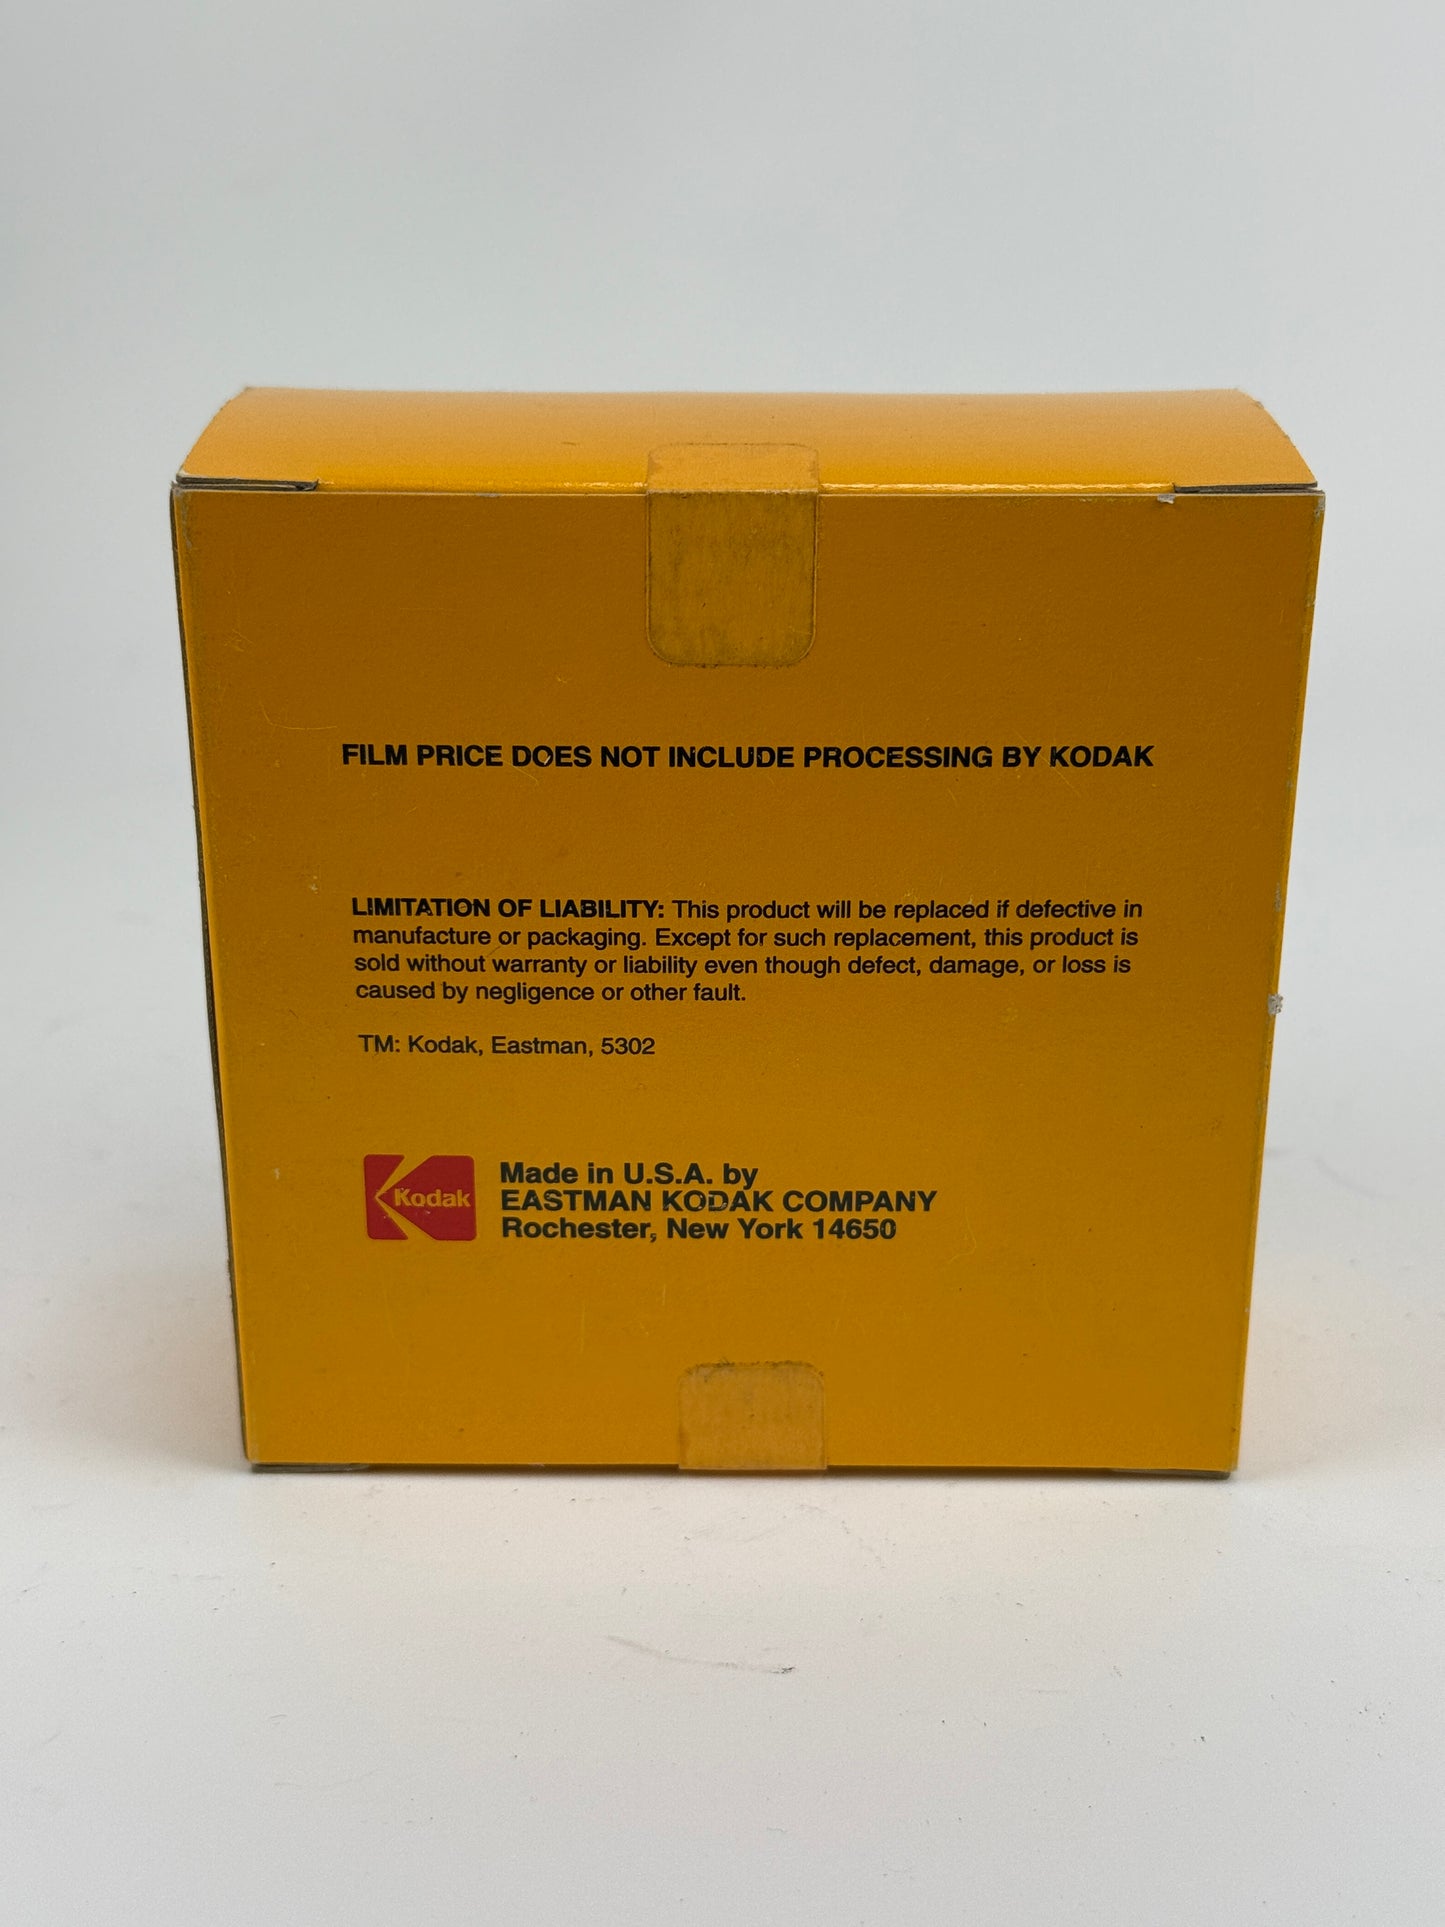 FILM PRICE DOES NOT INCLUDE PROCESSING BY KODAK
LIMITATION OF LIABILITY: This product will be replaced if defective in
manufacture or packaging. Except for such replacement, this product is
sold without warranty or liability even though defect, damage, or loss is
caused by negligence or other fault.
TM: Kodak, Eastman, 5302
Kodak
Made in U.S.A. by
EASTMAN KODAK COMPANY
Rochester, New York 14650